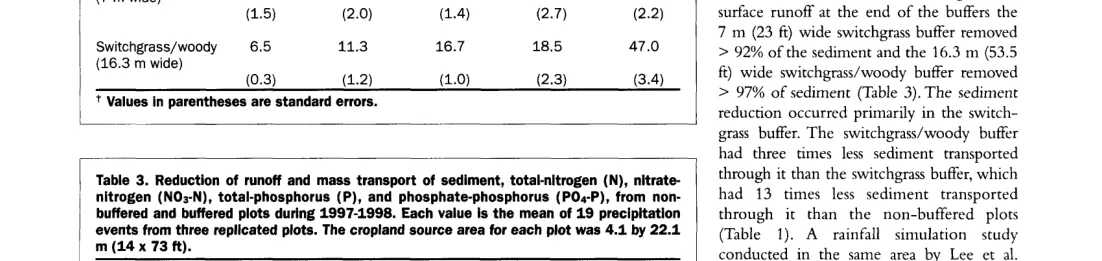 (1.5) (2.0) (1.4) (2.7) (2.2)
Switchgrass/woody 6.5 11.3 16.7 18.5 47.0
(16.3 m wide)
(0.3) (1.2) (1.0) (2.3) (3.4)
† Values in parentheses are standard errors.
Table 3. Reduction of runoff and mass transport of sediment, total-nitrogen (N), nitrate-
nitrogen (NO₃-N), total-phosphorus (P), and phosphate-phosphorus (PO₄-P), from non-
buffered and buffered plots during 1997-1998. Each value is the mean of 19 precipitation
events from three replicated plots. The cropland source area for each plot was 4.1 by 22.1
m (14 x 73 ft).
surface runoff at the end of the buffers the
7 m (23 ft) wide switchgrass buffer removed
> 92% of the sediment and the 16.3 m (53.5
ft) wide switchgrass/woody buffer removed
> 97% of sediment (Table 3). The sediment
reduction occurred primarily in the switch-
grass buffer. The switchgrass/woody buffer
had three times less sediment transported
through it than the switchgrass buffer, which
had 13 times less sediment transported
through it than the non-buffered plots
(Table 1). A rainfall simulation study
conducted in the same area by Lee et al.